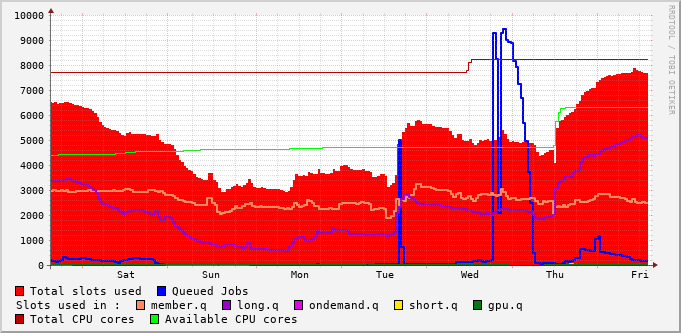 10000
9000
8000
7000
6000
5000
4000
3000
2000
1000
0
Sat Sun Mon Tue Wed Thu Fri
RRDTOOL / TOBI OETIKER
Total slots used Queued Jobs
Slots used in : member.q long.q ondemand.q short.q gpu.q
Total CPU cores Available CPU cores